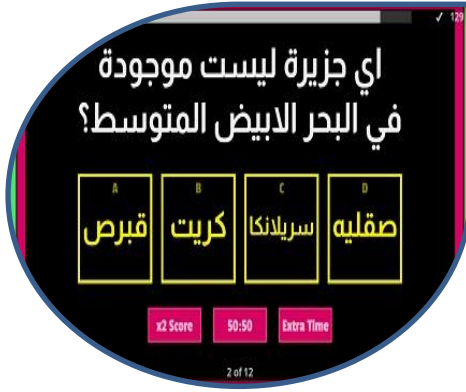 ✓ 129
اي جزيرة ليست موجودة
في البحر الابيض المتوسط؟
A
قبرص
B
كريت
C
سريلانكا
D
صقليه
x2 Score
50:50
Extra Time
2 of 12